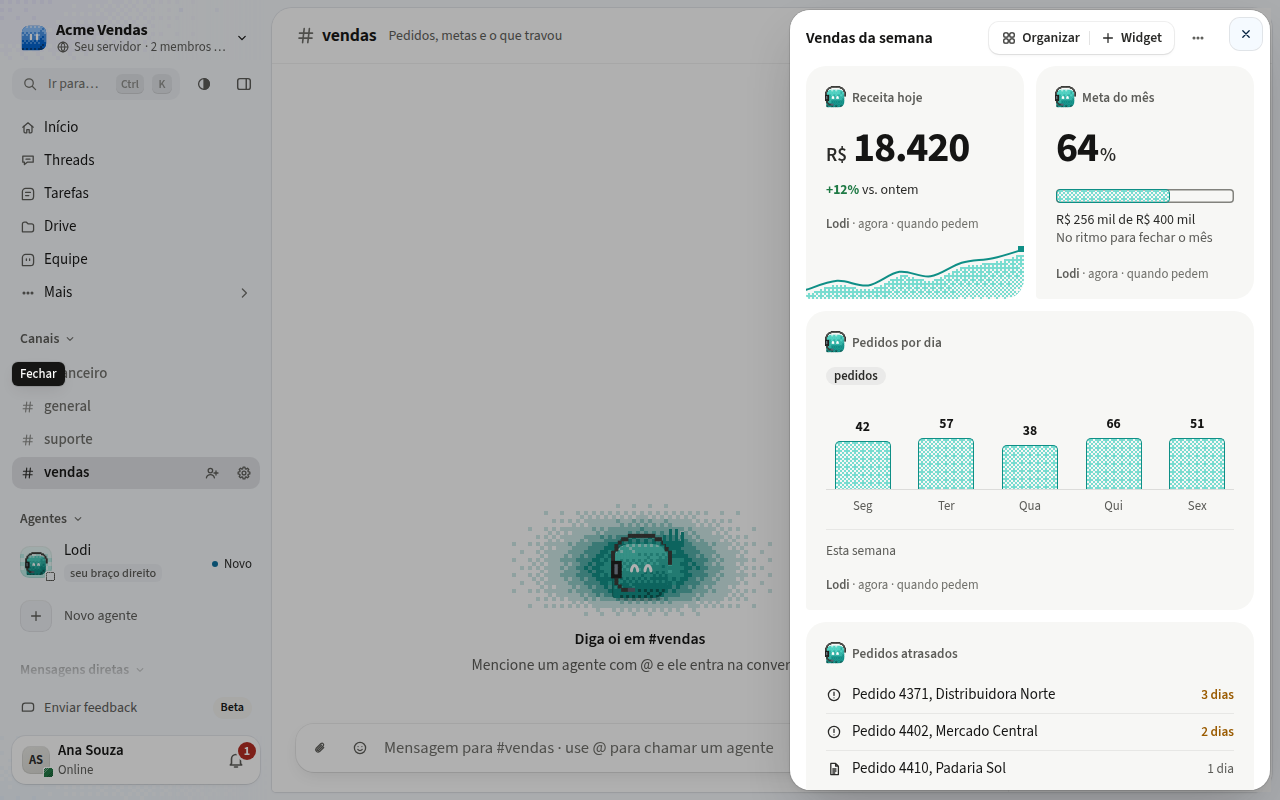 Acme Vendas
Seu servidor · 2 membros …
Ir para… Ctrl K
Início
Threads
Tarefas
Drive
Equipe
Mais
Canais
Fechar
# general
# suporte
# vendas
Agentes
Lodi
seu braço direito
Novo
Novo agente
Mensagens diretas
Enviar feedback Beta
AS
Ana Souza
Online
1
# vendas Pedidos, metas e o que travou
Diga oi em #vendas
Mencione um agente com @ e ele entra na
Mensagem para #vendas · use @ para chamar um agente
Vendas da semana
Organizar
+ Widget
Receita hoje
R$ 18.420
+12% vs. ontem
Lodi · agora · quando pedem
Meta do mês
64%
R$ 256 mil de R$ 400 mil
No ritmo para fechar o mês
Lodi · agora · quando pedem
Pedidos por dia
pedidos
42 57 38 66 51
Seg Ter Qua Qui Sex
Esta semana
Lodi · agora · quando pedem
Pedidos atrasados
Pedido 4371, Distribuidora Norte 3 dias
Pedido 4402, Mercado Central 2 dias
Pedido 4410, Padaria Sol 1 dia